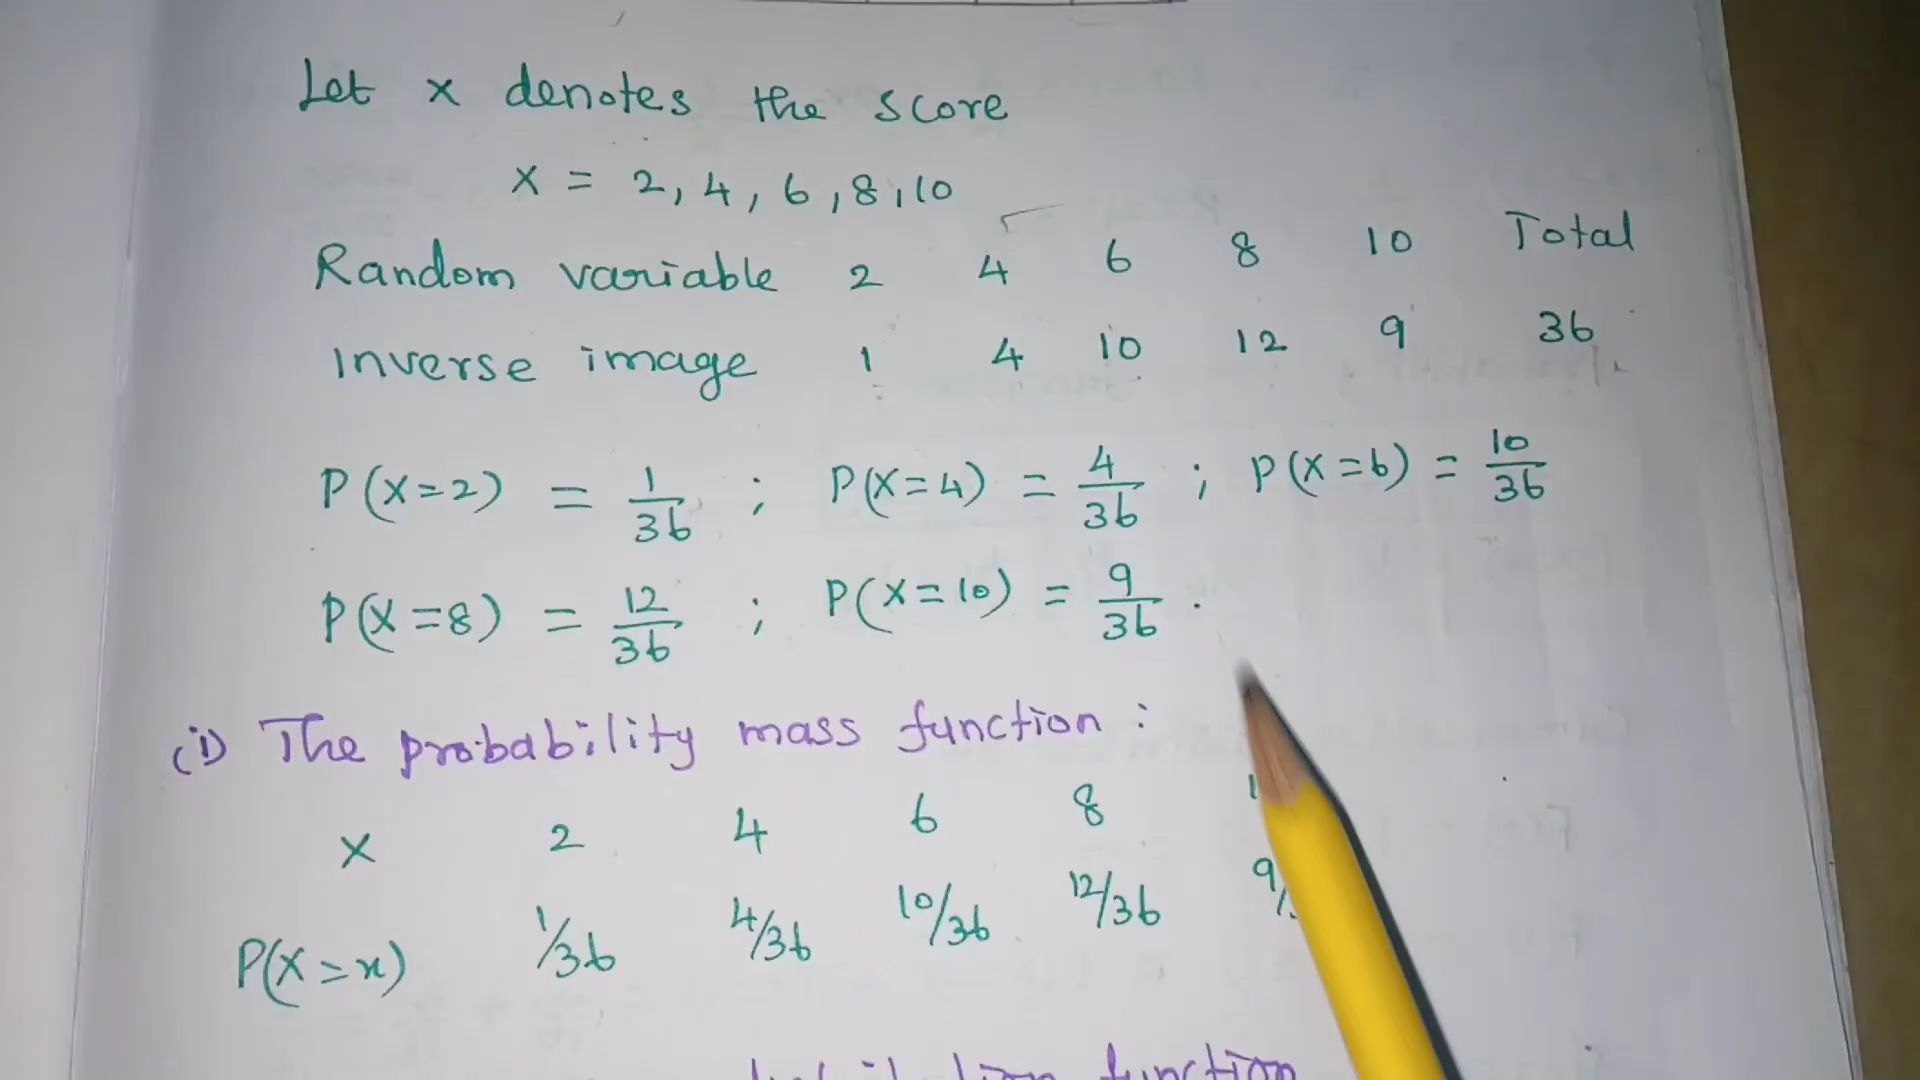 Let x denotes the score
X = 2, 4, 6, 8, 10
Random variable 2 4 6 8 10 Total
Inverse image 1 4 10 12 9 36
P(X=2) = 1/36 ; P(X=4) = 4/36 ; P(X=6) = 10/36
P(X=8) = 12/36 ; P(X=10) = 9/36 .
(i) The probability mass function :
X 2 4 6 8
P(X=x) 1/36 4/36 10/36 12/36 9/
function